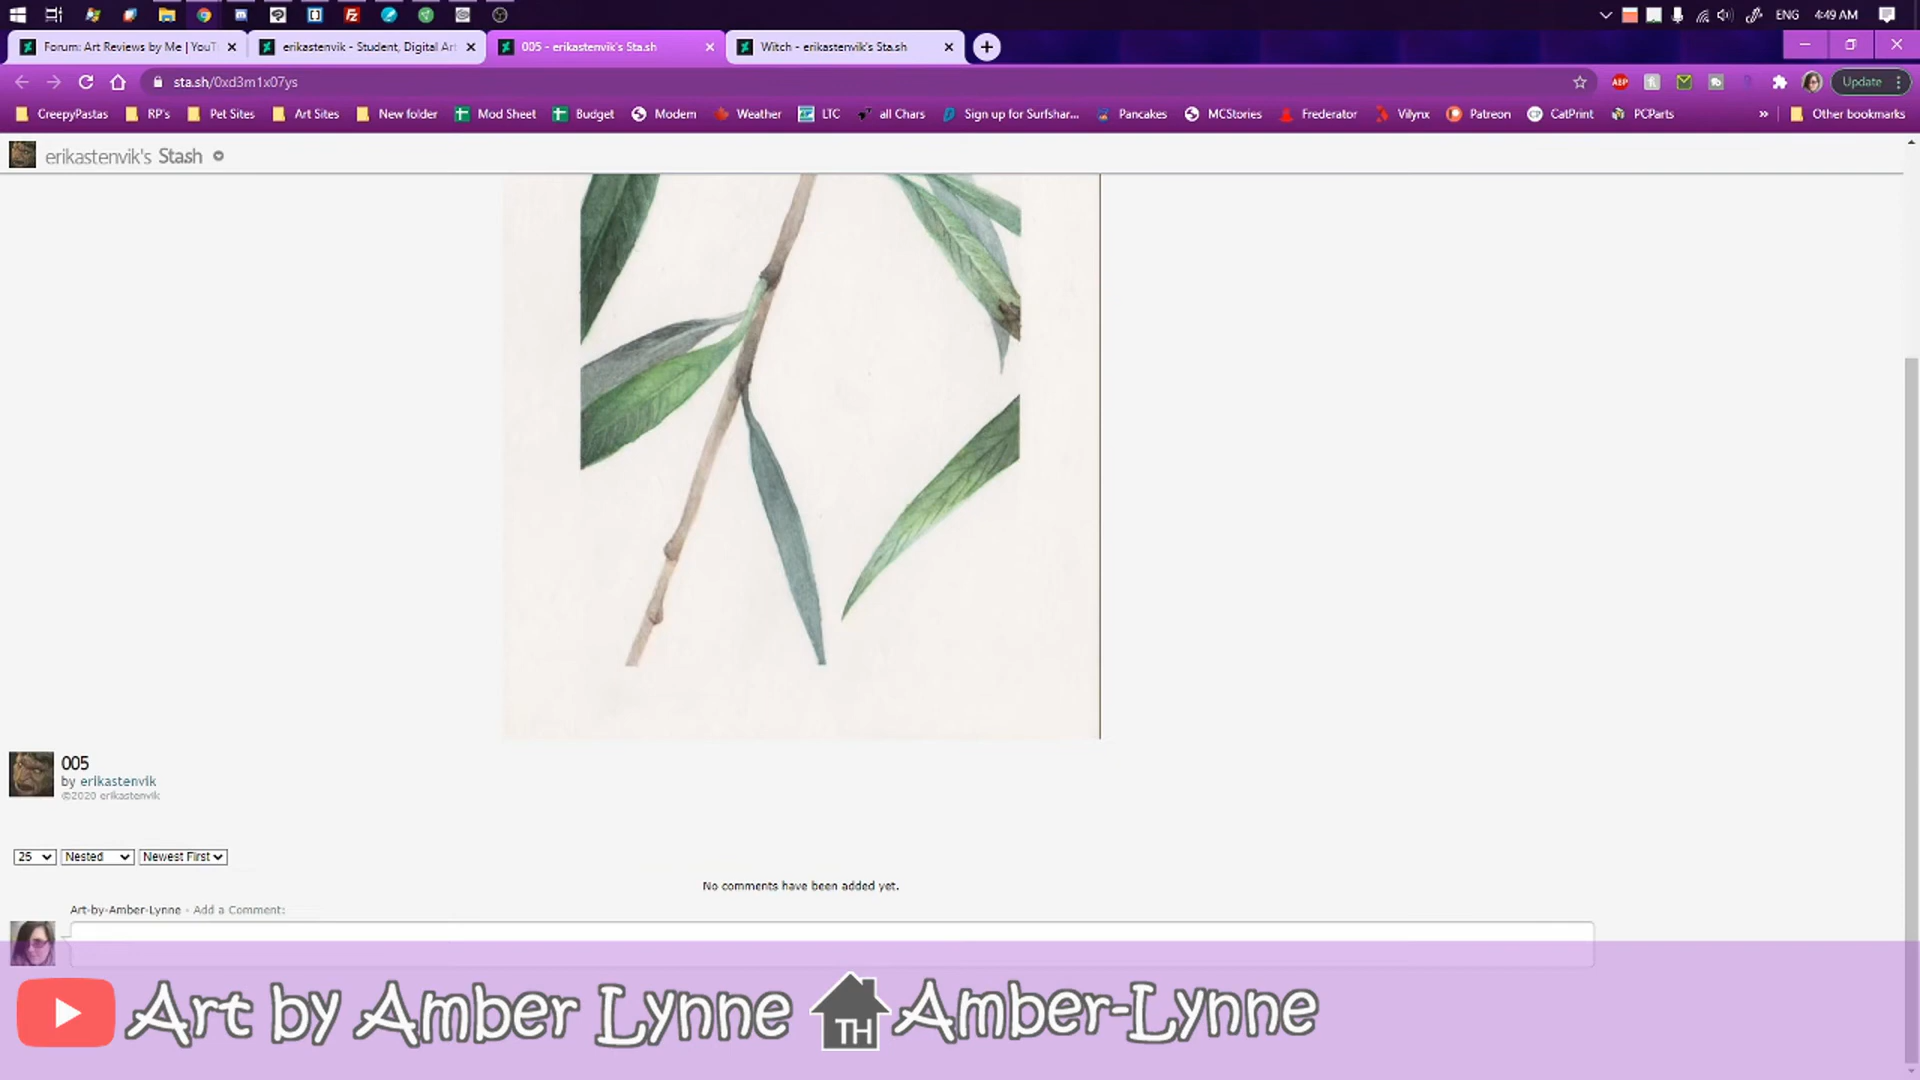 ENG
4:49 AM
Forum: Art Reviews by Me | YouT
erikastenvik - Student, Digital Art
005 - erikastenvik's Sta.sh
Witch - erikastenvik's Sta.sh
sta.sh/0xd3m1x07ys
ABP
Update
CreepyPastas
RP's
Pet Sites
Art Sites
New folder
Mod Sheet
Budget
Modem
Weather
LTC
all Chars
Sign up for Surfshar...
Pancakes
MCStories
Frederator
Vilynx
Patreon
CatPrint
PCParts
Other bookmarks
erikastenvik's Stash
005
by erikastenvik
©2020 erikastenvik
25
Nested
Newest First
No comments have been added yet.
Art-by-Amber-Lynne - Add a Comment:
Art by Amber Lynne
TH
Amber-Lynne